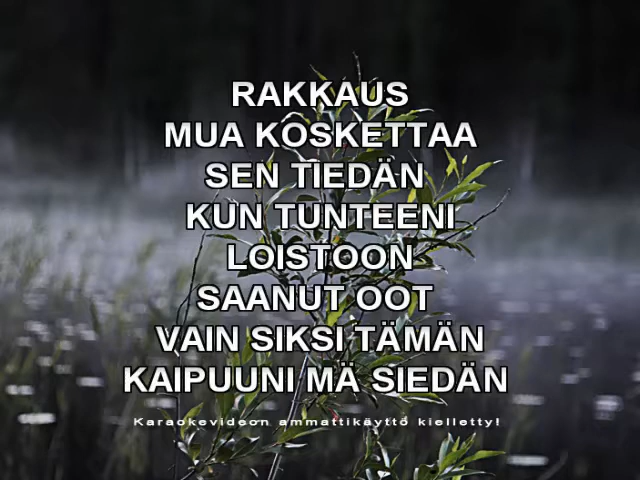 RAKKAUS
MUA KOSKETTAA
SEN TIEDÄN
KUN TUNTEENI
LOISTOON
SAANUT OOT
VAIN SIKSI TÄMÄN
KAIPUUNI MÄ SIEDÄN
Karaokevideon ammattikäyttö kielletty!